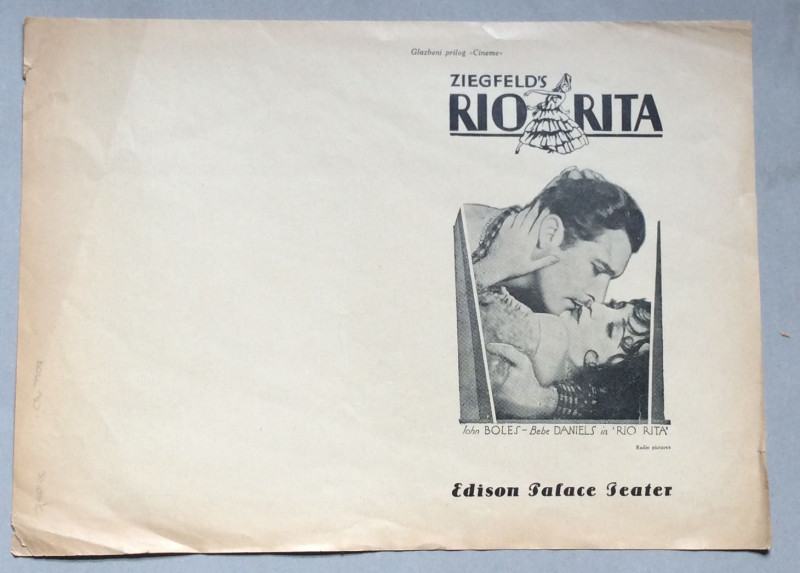 Glazbeni prilog »Cineme«
ZIEGFELD'S
RIO RITA
John BOLES - Bebe DANIELS in 'RIO RITA'
Radio pictures
Edison Palace Teater